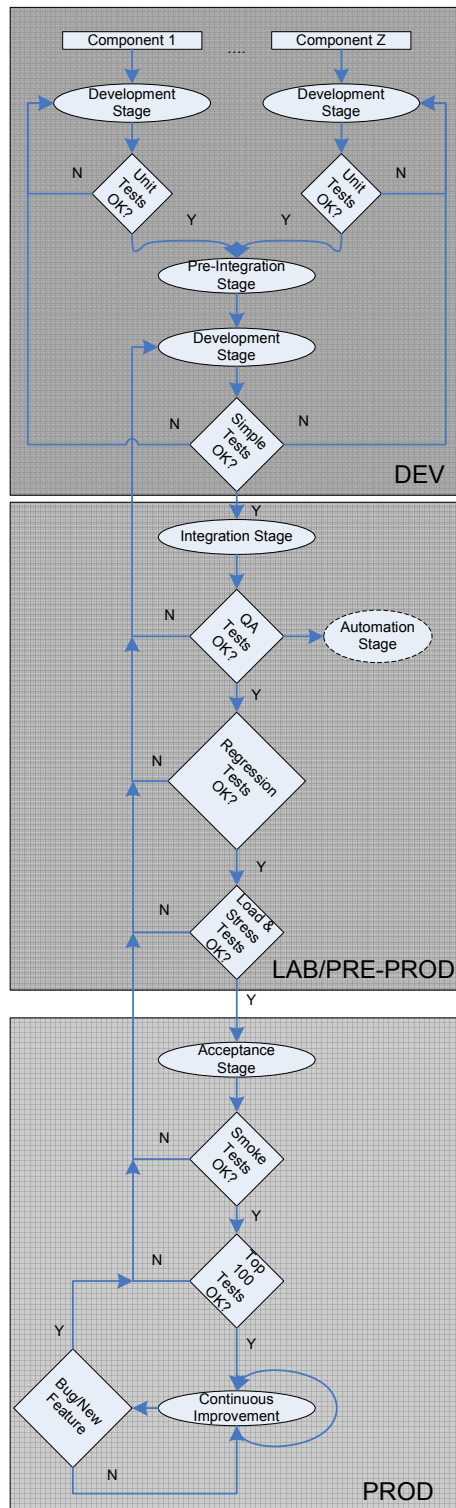 Component 1
....
Component Z
Development
Stage
Development
Stage
N
Unit
Tests
OK?
Unit
Tests
OK?
N
Y
Y
Pre-Integration
Stage
Development
Stage
N
Simple
Tests
OK?
N
DEV
Y
Integration Stage
N
QA
Tests
OK?
Automation
Stage
Y
N
Regression
Tests
OK?
Y
N
Load &
Stress
Tests
OK?
LAB/PRE-PROD
Y
Acceptance
Stage
N
Smoke
Tests
OK?
Y
N
Top
100
Tests
OK?
Y
Y
Bug/New
Feature
Continuous
Improvement
N
PROD